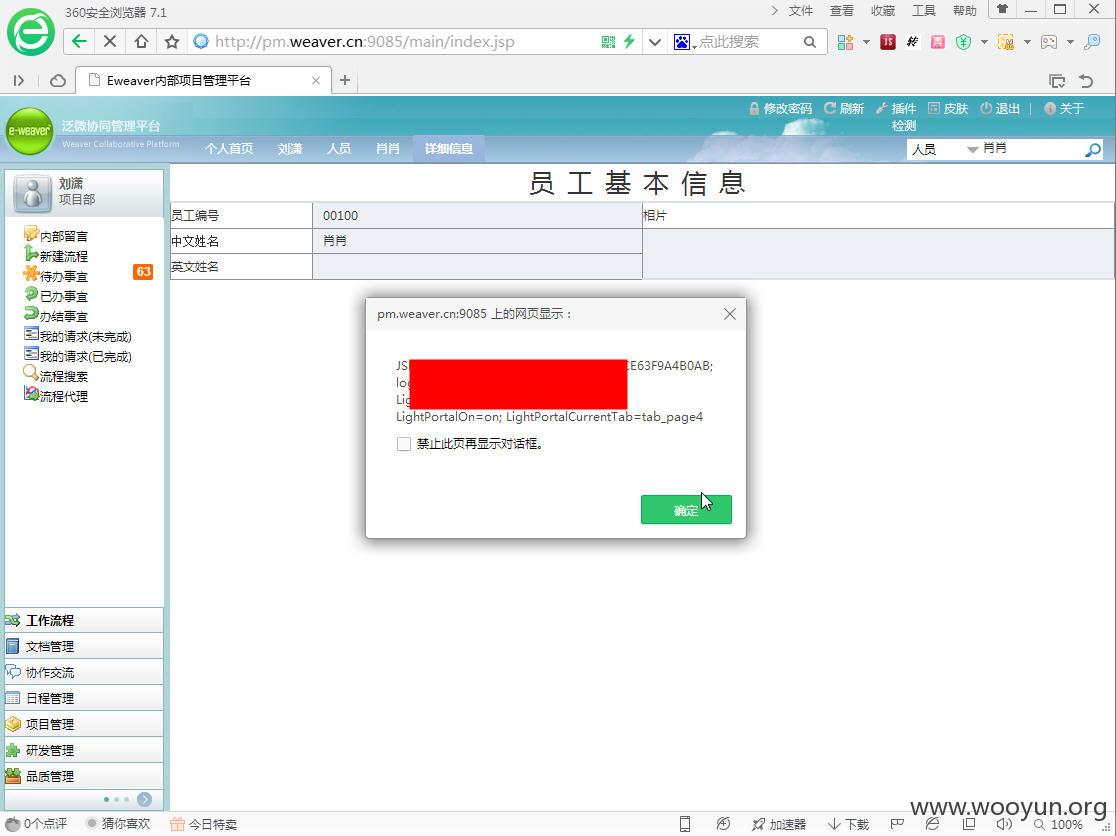 360安全浏览器 7.1
文件 查看 收藏 工具 帮助
http://pm.weaver.cn:9085/main/index.jsp
点此搜索
Eweaver内部项目管理平台
e-weaver
泛微协同管理平台
Weaver Collaborative Platform
修改密码 刷新 插件检测 皮肤 退出 | 关于
个人首页 刘潇 人员 肖肖 详细信息
人员 肖肖
刘潇
项目部
内部留言
新建流程
待办事宜 63
已办事宜
办结事宜
我的请求(未完成)
我的请求(已完成)
流程搜索
流程代理
员工基本信息
员工编号 00100 相片
中文姓名 肖肖
英文姓名
pm.weaver.cn:9085 上的网页显示：
JS CE63F9A4B0AB;
log
Lig
LightPortalOn=on; LightPortalCurrentTab=tab_page4
禁止此页再显示对话框。
确定
工作流程
文档管理
协作交流
日程管理
项目管理
研发管理
品质管理
www.wooyun.org
0个点评 猜你喜欢 今日特卖 加速器 下载 100%